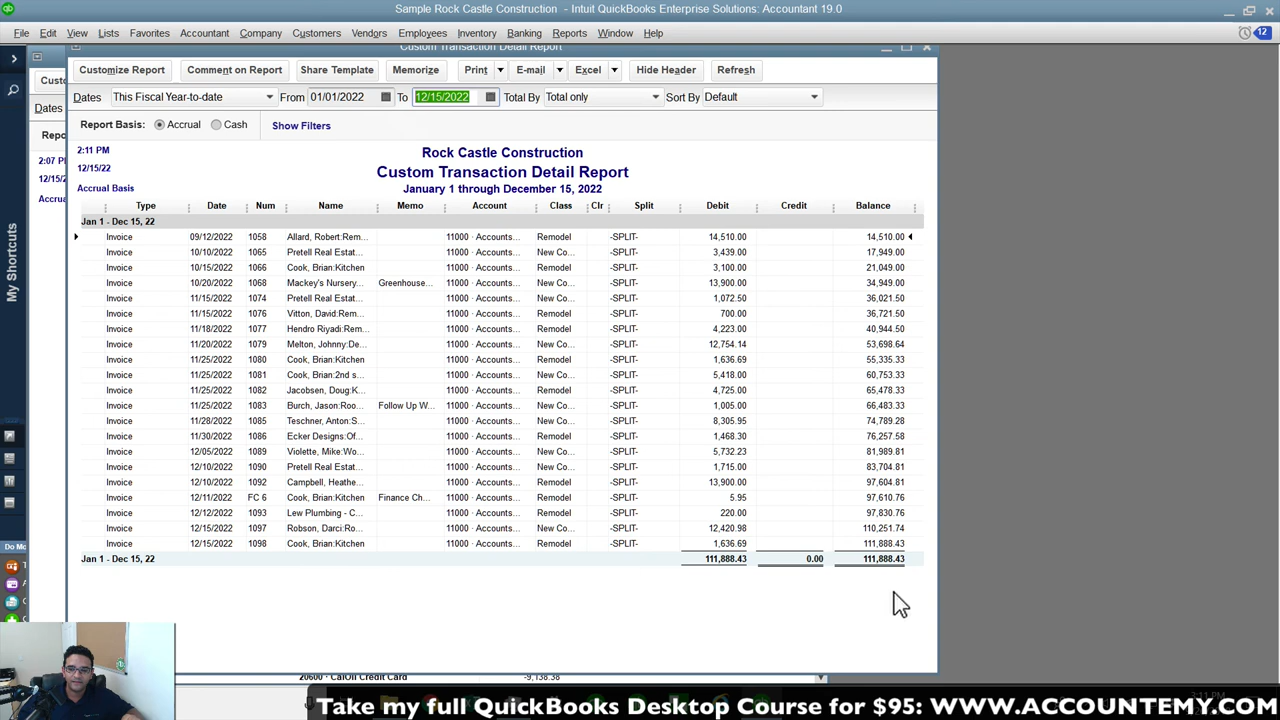 Sample Rock Castle Construction - Intuit QuickBooks Enterprise Solutions: Accountant 19.0
File Edit View Lists Favorites Accountant Company Customers Vendors Employees Inventory Banking Reports Window Help 12
Custom Transaction Detail Report
Customize Report Comment on Report Share Template Memorize Print E-mail Excel Hide Header Refresh
Dates This Fiscal Year-to-date From 01/01/2022 To 12/15/2022 Total By Total only Sort By Default
Report Basis: Accrual Cash Show Filters
2:11 PM
12/15/22
Accrual Basis
Rock Castle Construction
Custom Transaction Detail Report
January 1 through December 15, 2022
Type Date Num Name Memo Account Class Clr Split Debit Credit Balance
Jan 1 - Dec 15, 22
Invoice 09/12/2022 1058 Allard, Robert:Rem... 11000 · Accounts... Remodel -SPLIT- 14,510.00 14,510.00
Invoice 10/10/2022 1065 Pretell Real Estat... 11000 · Accounts... New Co... -SPLIT- 3,439.00 17,949.00
Invoice 10/15/2022 1066 Cook, Brian:Kitchen 11000 · Accounts... Remodel -SPLIT- 3,100.00 21,049.00
Invoice 10/20/2022 1068 Mackey's Nursery... Greenhouse... 11000 · Accounts... New Co... -SPLIT- 13,900.00 34,949.00
Invoice 11/15/2022 1074 Pretell Real Estat... 11000 · Accounts... New Co... -SPLIT- 1,072.50 36,021.50
Invoice 11/15/2022 1076 Vitton, David:Rem... 11000 · Accounts... New Co... -SPLIT- 700.00 36,721.50
Invoice 11/18/2022 1077 Hendro Riyadi:Rem... 11000 · Accounts... Remodel -SPLIT- 4,223.00 40,944.50
Invoice 11/20/2022 1079 Melton, Johnny:De... 11000 · Accounts... New Co... -SPLIT- 12,754.14 53,698.64
Invoice 11/25/2022 1080 Cook, Brian:Kitchen 11000 · Accounts... Remodel -SPLIT- 1,636.69 55,335.33
Invoice 11/25/2022 1081 Cook, Brian:2nd s... 11000 · Accounts... Remodel -SPLIT- 5,418.00 60,753.33
Invoice 11/25/2022 1082 Jacobsen, Doug:K... 11000 · Accounts... Remodel -SPLIT- 4,725.00 65,478.33
Invoice 11/25/2022 1083 Burch, Jason:Roo... Follow Up W... 11000 · Accounts... New Co... -SPLIT- 1,005.00 66,483.33
Invoice 11/28/2022 1085 Teschner, Anton:S... 11000 · Accounts... New Co... -SPLIT- 8,305.95 74,789.28
Invoice 11/30/2022 1086 Ecker Designs:Of... 11000 · Accounts... Remodel -SPLIT- 1,468.30 76,257.58
Invoice 12/05/2022 1089 Violette, Mike:Wo... 11000 · Accounts... Remodel -SPLIT- 5,732.23 81,989.81
Invoice 12/10/2022 1090 Pretell Real Estat... 11000 · Accounts... Remodel -SPLIT- 1,715.00 83,704.81
Invoice 12/10/2022 1092 Campbell, Heathe... 11000 · Accounts... Remodel -SPLIT- 13,900.00 97,604.81
Invoice 12/11/2022 FC 6 Cook, Brian:Kitchen Finance Ch... 11000 · Accounts... Remodel -SPLIT- 5.95 97,610.76
Invoice 12/12/2022 1093 Lew Plumbing - C... 11000 · Accounts... Remodel -SPLIT- 220.00 97,830.76
Invoice 12/15/2022 1097 Robson, Darci:Ro... 11000 · Accounts... New Co... -SPLIT- 12,420.98 110,251.74
Invoice 12/15/2022 1098 Cook, Brian:Kitchen 11000 · Accounts... Remodel -SPLIT- 1,636.69 111,888.43
Jan 1 - Dec 15, 22 111,888.43 0.00 111,888.43
My Shortcuts
Do Mo
Custo
Dates
Repo
2:07 P
12/15/2
Accrua
20600 · CalOil Credit Card -9,138.38
2:11 PM
Take my full QuickBooks Desktop Course for $95: WWW.ACCOUNTEMY.COM